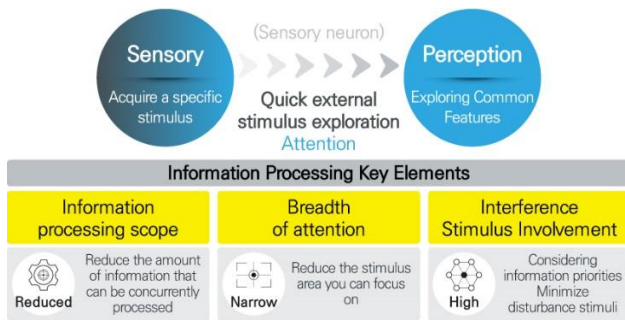 Sensory
Acquire a specific
stimulus
(Sensory neuron)
Quick external
stimulus exploration
Attention
Perception
Exploring Common
Features
Information Processing Key Elements
Information
processing scope
Reduced
Reduce the amount
of information that
can be concurrently
processed
Breadth
of attention
Narrow
Reduce the stimulus
area you can focus
on
Interference
Stimulus Involvement
High
Considering
information priorities
Minimize
disturbance stimuli